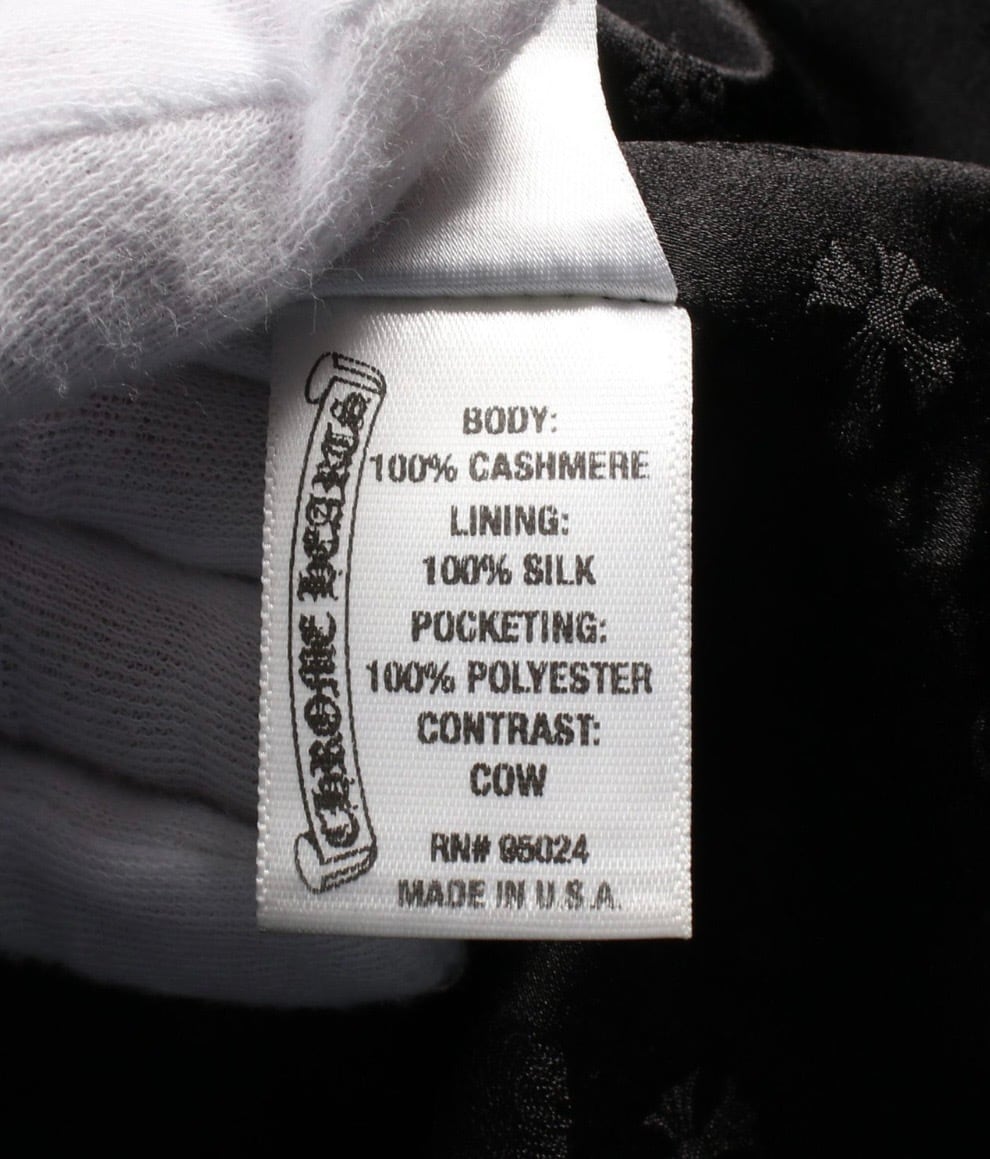 CHROME HEARTS
BODY:
100% CASHMERE
LINING:
100% SILK
POCKETING:
100% POLYESTER
CONTRAST:
COW
RN# 95024
MADE IN U.S.A.